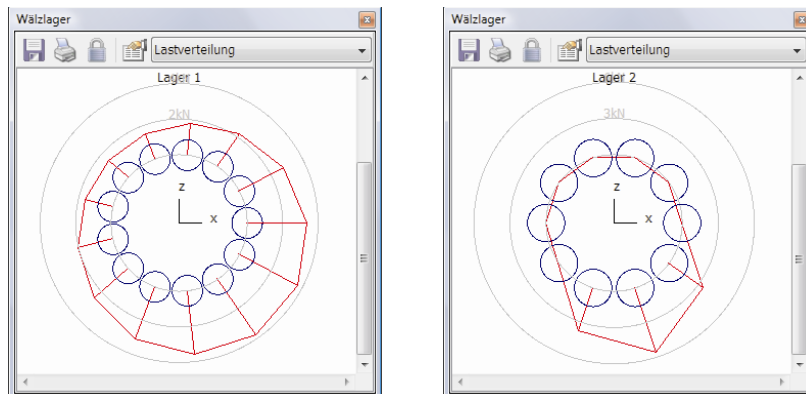 Wälzlager
Lastverteilung
Lager 1
2kN
z
x
Wälzlager
Lastverteilung
Lager 2
3kN
z
x